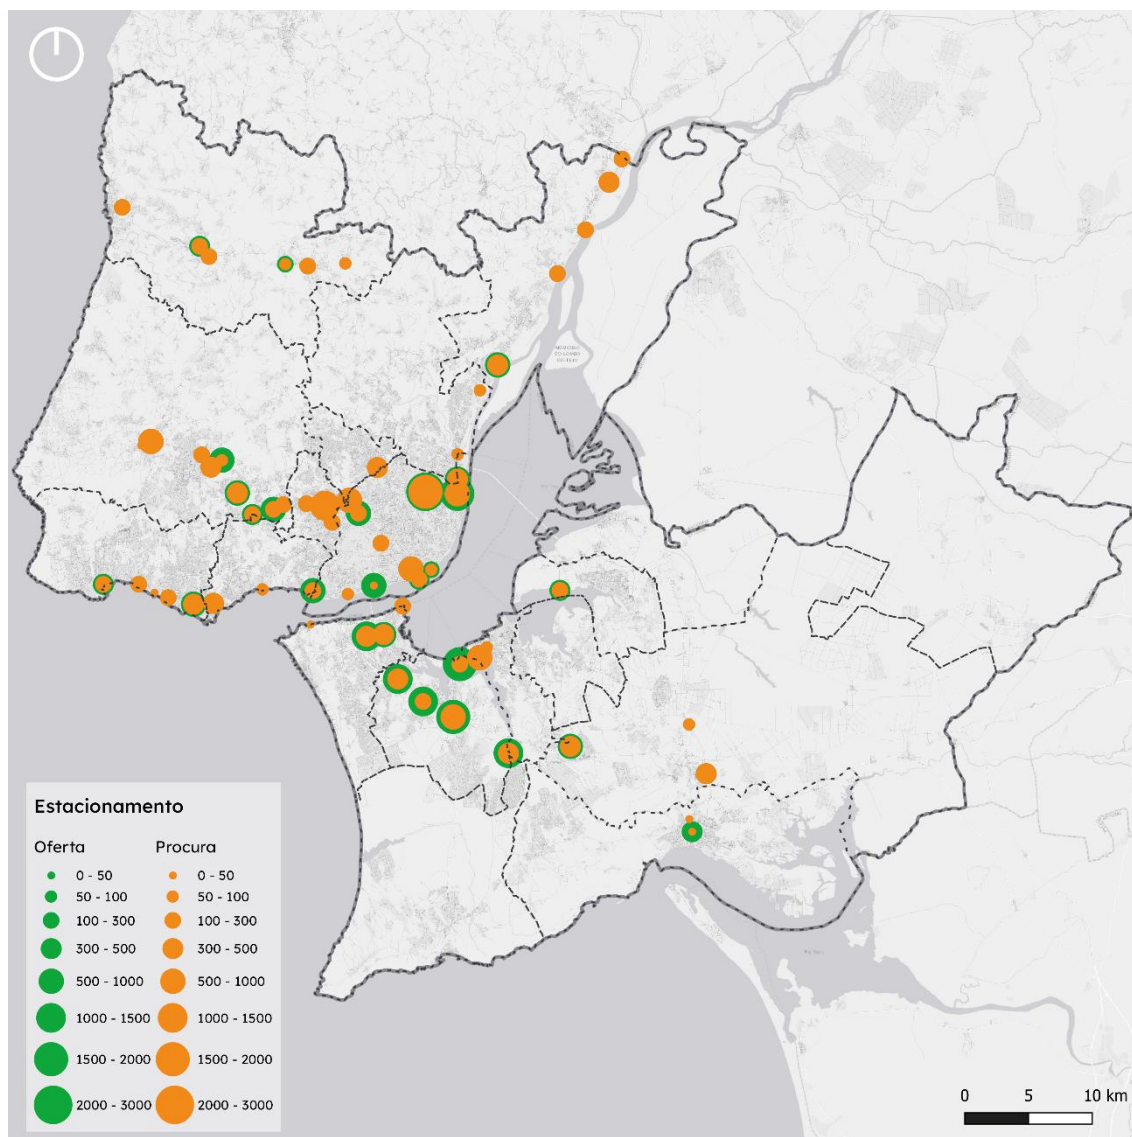 Estacionamento
Oferta Procura
0 - 50 0 - 50
50 - 100 50 - 100
100 - 300 100 - 300
300 - 500 300 - 500
500 - 1000 500 - 1000
1000 - 1500 1000 - 1500
1500 - 2000 1500 - 2000
2000 - 3000 2000 - 3000
0 5 10 km